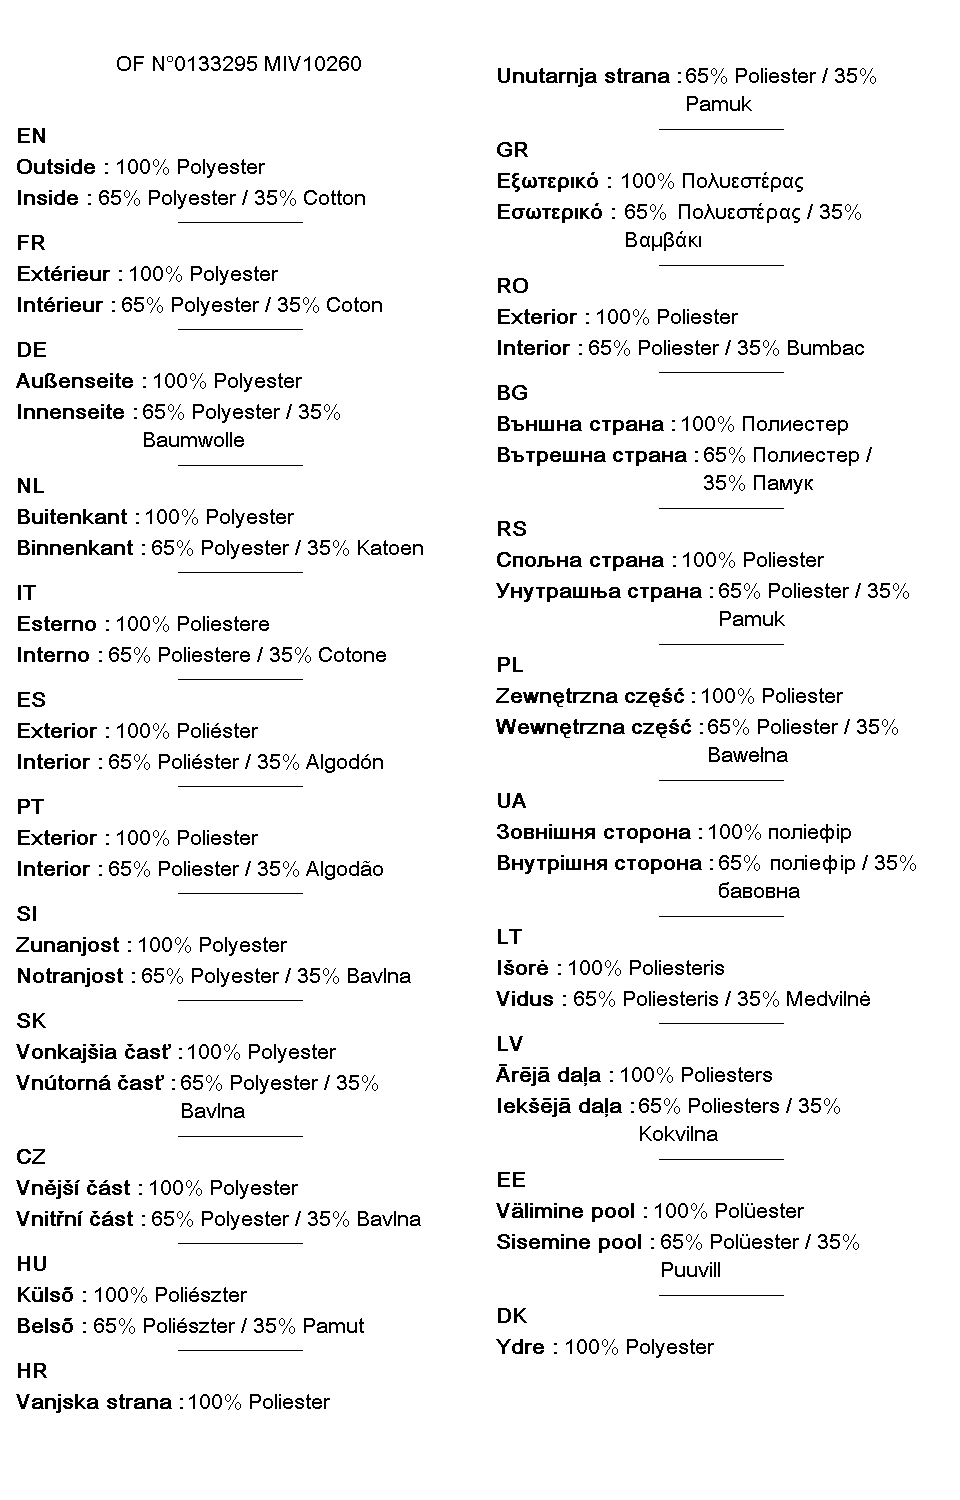 OF N°0133295 MIV10260
EN
Outside : 100% Polyester
Inside : 65% Polyester / 35% Cotton
FR
Extérieur : 100% Polyester
Intérieur : 65% Polyester / 35% Coton
DE
Außenseite : 100% Polyester
Innenseite : 65% Polyester / 35%
Baumwolle
NL
Buitenkant : 100% Polyester
Binnenkant : 65% Polyester / 35% Katoen
IT
Esterno : 100% Poliestere
Interno : 65% Poliestere / 35% Cotone
ES
Exterior : 100% Poliéster
Interior : 65% Poliéster / 35% Algodón
PT
Exterior : 100% Poliester
Interior : 65% Poliester / 35% Algodão
SI
Zunanjost : 100% Polyester
Notranjost : 65% Polyester / 35% Bavlna
SK
Vonkajšia časť : 100% Polyester
Vnútorná časť : 65% Polyester / 35%
Bavlna
CZ
Vnější část : 100% Polyester
Vnitřní část : 65% Polyester / 35% Bavlna
HU
Külső : 100% Poliészter
Belső : 65% Poliészter / 35% Pamut
HR
Vanjska strana : 100% Poliester
Unutarnja strana : 65% Poliester / 35%
Pamuk
GR
Εξωτερικό : 100% Πολυεστέρας
Εσωτερικό : 65% Πολυεστέρας / 35%
Βαμβάκι
RO
Exterior : 100% Poliester
Interior : 65% Poliester / 35% Bumbac
BG
Външна страна : 100% Полиестер
Вътрешна страна : 65% Полиестер /
35% Памук
RS
Спољна страна : 100% Poliester
Унутрашња страна : 65% Poliester / 35%
Pamuk
PL
Zewnętrzna część : 100% Poliester
Wewnętrzna część : 65% Poliester / 35%
Bawełna
UA
Зовнішня сторона : 100% поліефір
Внутрішня сторона : 65% поліефір / 35%
бавовна
LT
Išorė : 100% Poliesteris
Vidus : 65% Poliesteris / 35% Medvilnė
LV
Ārējā daļa : 100% Poliesters
Iekšējā daļa : 65% Poliesters / 35%
Kokvilna
EE
Välimine pool : 100% Polüester
Sisemine pool : 65% Polüester / 35%
Puuvill
DK
Ydre : 100% Polyester